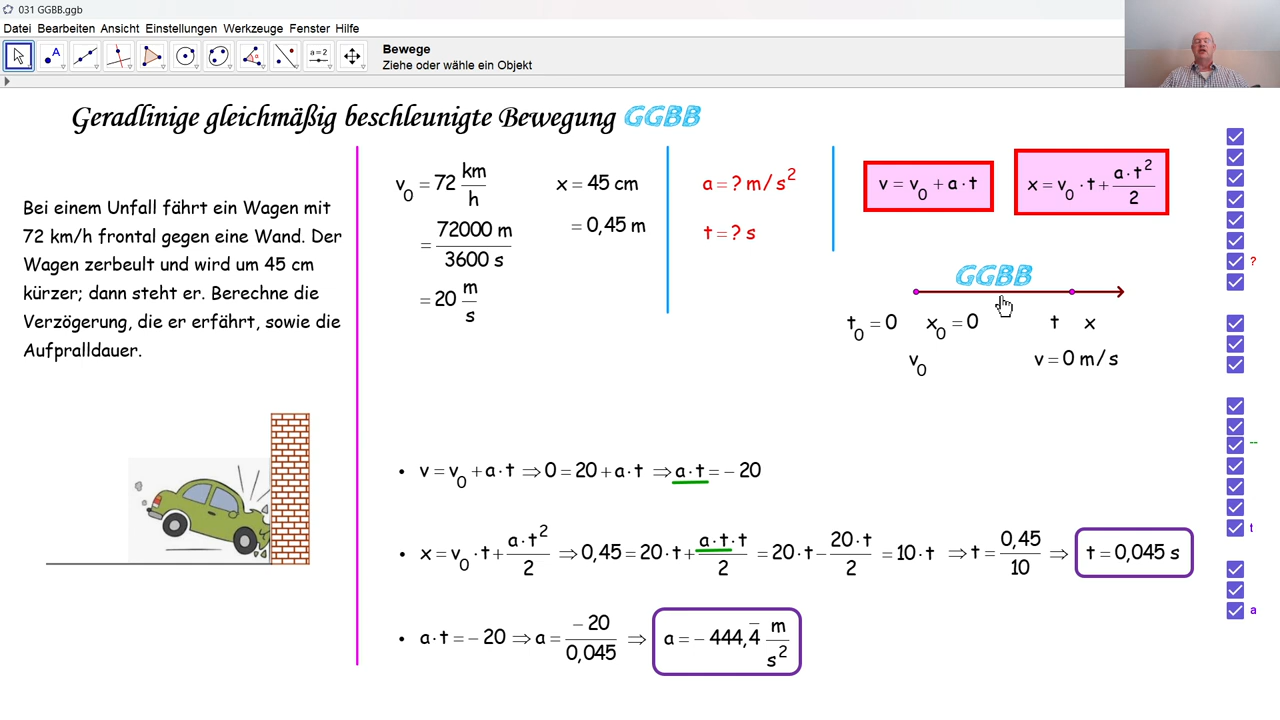 031 GGBB.ggb
Datei Bearbeiten Ansicht Einstellungen Werkzeuge Fenster Hilfe
A
a=2
Bewege
Ziehe oder wähle ein Objekt
Geradlinige gleichmäßig beschleunigte Bewegung GGBB
Bei einem Unfall fährt ein Wagen mit
72 km/h frontal gegen eine Wand. Der
Wagen zerbeult und wird um 45 cm
kürzer; dann steht er. Berechne die
Verzögerung, die er erfährt, sowie die
Aufpralldauer.
v₀ = 72 km/h
= 72000 m / 3600 s
= 20 m/s
x = 45 cm
= 0,45 m
a = ? m/s²
t = ? s
v = v₀ + a·t
x = v₀·t + a·t²/2
GGBB
t₀ = 0 x₀ = 0 t x
v₀ v = 0 m/s
• v = v₀ + a·t ⇒ 0 = 20 + a·t ⇒ a·t = − 20
• x = v₀·t + a·t²/2 ⇒ 0,45 = 20·t + a·t·t/2 = 20·t − 20·t/2 = 10·t ⇒ t = 0,45/10 ⇒ t = 0,045 s
• a·t = − 20 ⇒ a = − 20/0,045 ⇒ a = − 444,4̅ m/s²
?
--
t
a